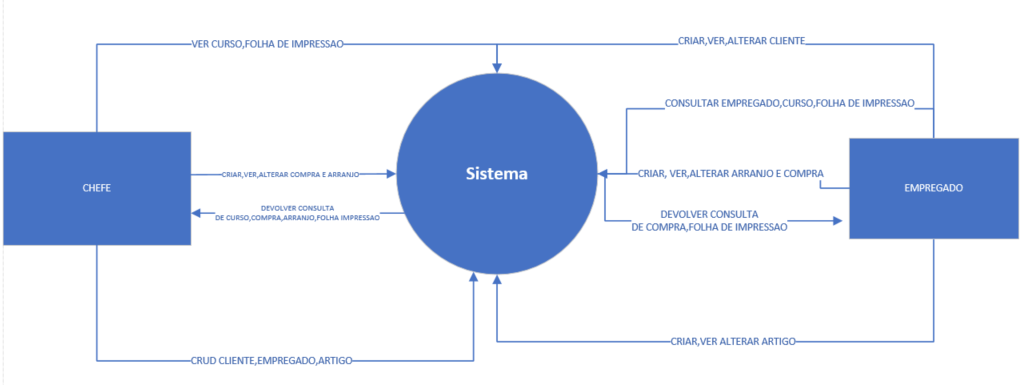 VER CURSO,FOLHA DE IMPRESSAO
CRIAR,VER,ALTERAR CLIENTE
CONSULTAR EMPREGADO,CURSO,FOLHA DE IMPRESSAO
CHEFE
CRIAR,VER,ALTERAR COMPRA E ARRANJO
Sistema
CRIAR, VER,ALTERAR ARRANJO E COMPRA
EMPREGADO
DEVOLVER CONSULTA
DE CURSO,COMPRA,ARRANJO,FOLHA IMPRESSAO
DEVOLVER CONSULTA
DE COMPRA,FOLHA DE IMPRESSAO
CRIAR,VER ALTERAR ARTIGO
CRUD CLIENTE,EMPREGADO,ARTIGO